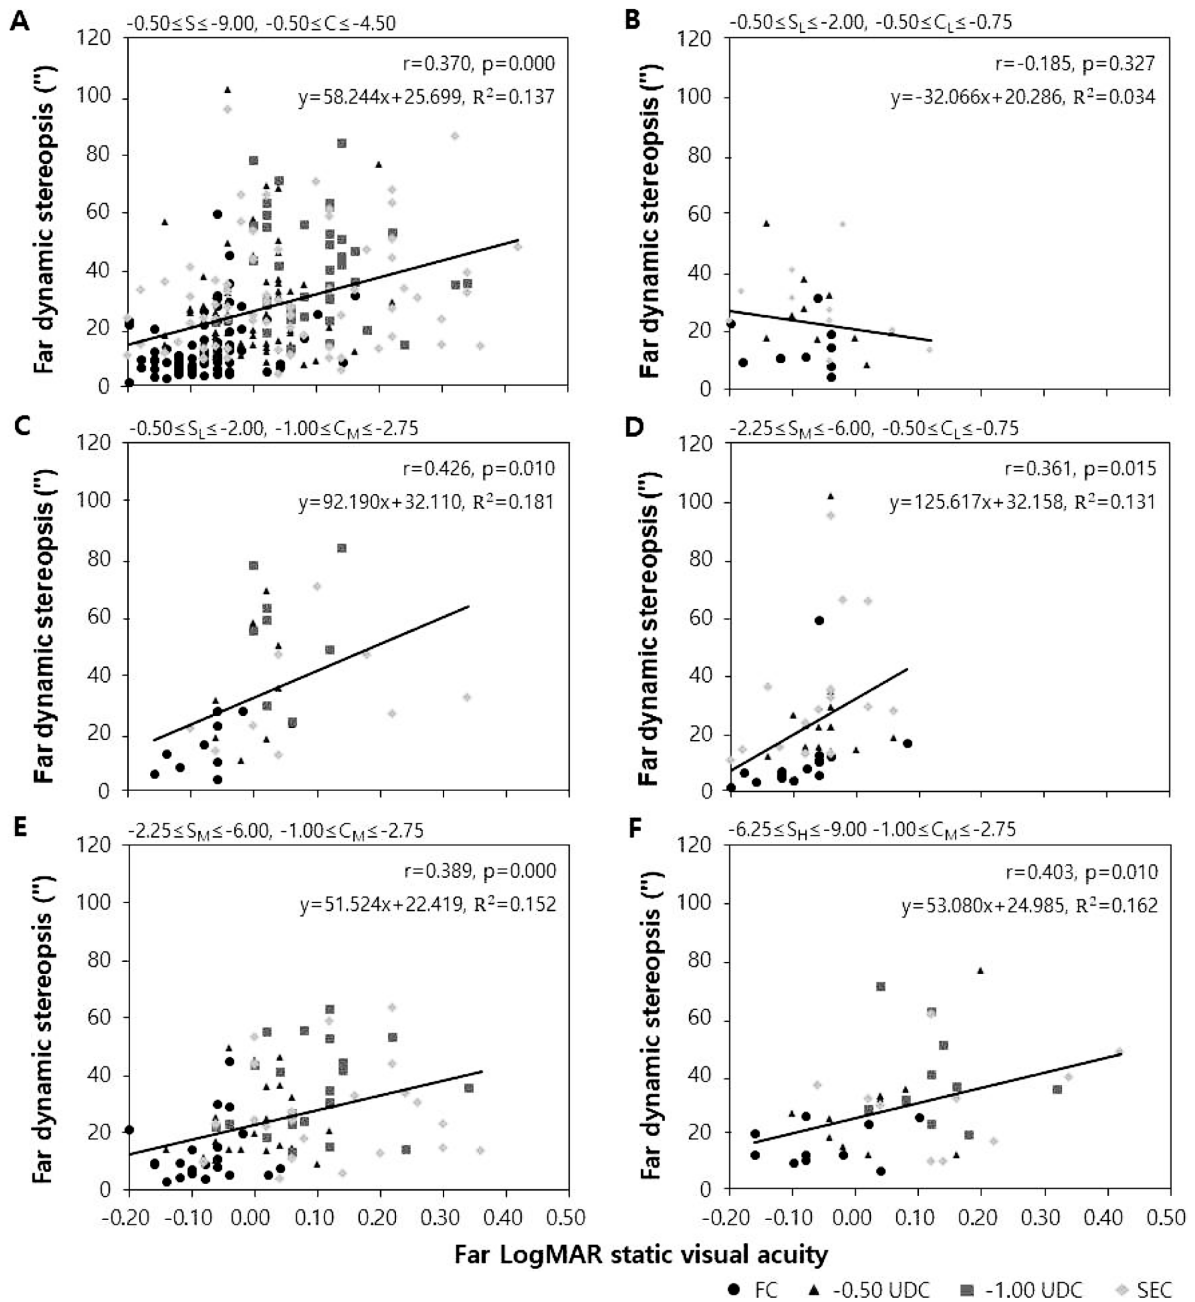 A -0.50≤S≤-9.00, -0.50≤C≤-4.50
120
r=0.370, p=0.000
100
y=58.244x+25.699, R²=0.137
80
60
40
20
0
Far dynamic stereopsis (")
B -0.50≤S_L≤-2.00, -0.50≤C_L≤-0.75
120
r=-0.185, p=0.327
100
y=-32.066x+20.286, R²=0.034
80
60
40
20
0
Far dynamic stereopsis (")
C -0.50≤S_L≤-2.00, -1.00≤C_M≤-2.75
120
r=0.426, p=0.010
100
y=92.190x+32.110, R²=0.181
80
60
40
20
0
Far dynamic stereopsis (")
D -2.25≤S_M≤-6.00, -0.50≤C_L≤-0.75
120
r=0.361, p=0.015
100
y=125.617x+32.158, R²=0.131
80
60
40
20
0
Far dynamic stereopsis (")
E -2.25≤S_M≤-6.00, -1.00≤C_M≤-2.75
120
r=0.389, p=0.000
100
y=51.524x+22.419, R²=0.152
80
60
40
20
0
Far dynamic stereopsis (")
-0.20 -0.10 0.00 0.10 0.20 0.30 0.40 0.50
F -6.25≤S_H≤-9.00 -1.00≤C_M≤-2.75
120
r=0.403, p=0.010
100
y=53.080x+24.985, R²=0.162
80
60
40
20
0
Far dynamic stereopsis (")
-0.20 -0.10 0.00 0.10 0.20 0.30 0.40 0.50
Far LogMAR static visual acuity
FC -0.50 UDC -1.00 UDC SEC